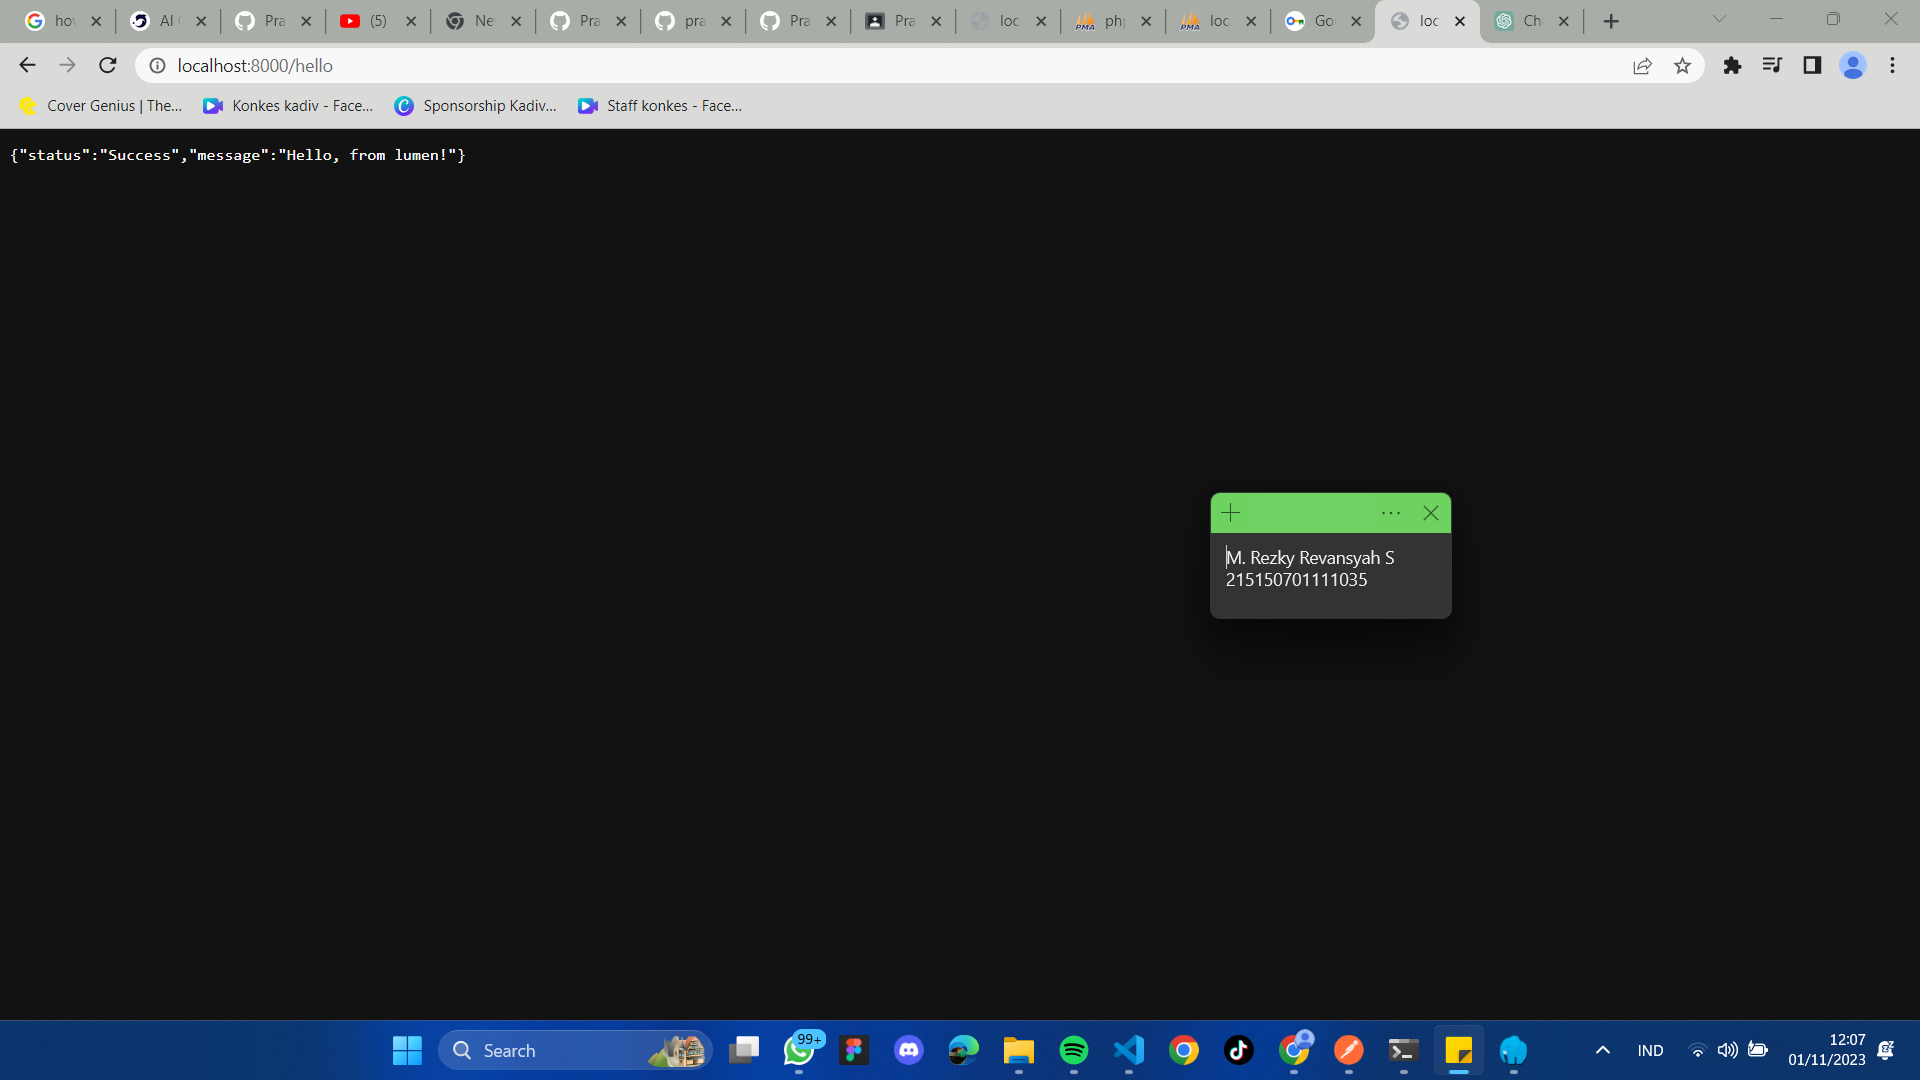 ho
AI
Pra
(5)
Ne
Pra
pra
Pra
Pra
loc
ph
loc
Go
loc
Ch
localhost:8000/hello
Cover Genius | The...
Konkes kadiv - Face...
Sponsorship Kadiv...
Staff konkes - Face...
{"status":"Success","message":"Hello, from lumen!"}
M. Rezky Revansyah S
215150701111035
Search
99+
IND
12:07
01/11/2023